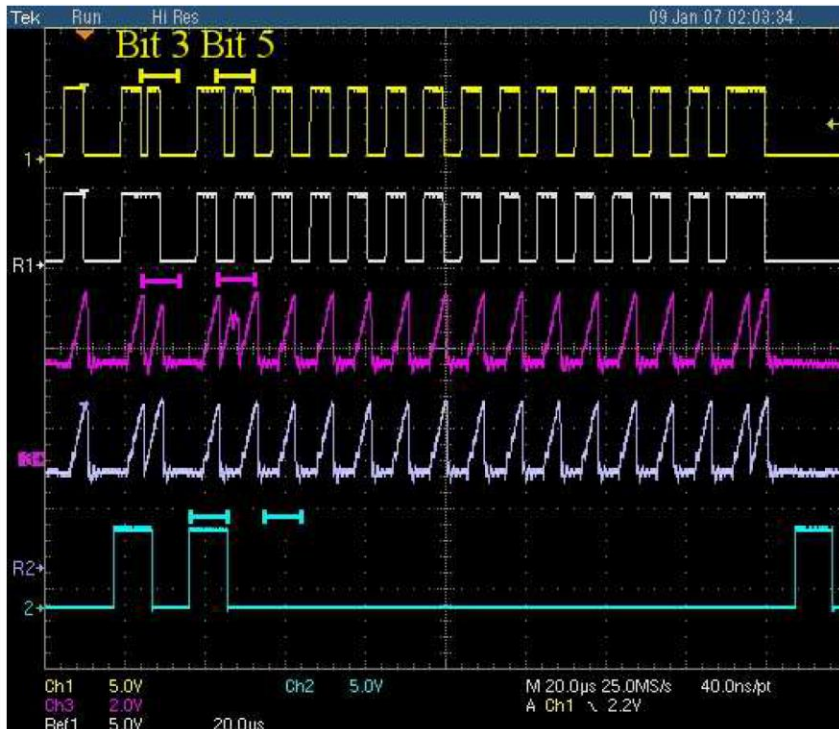 Tek Run Hi Res 09 Jan 07 02:03:34
Bit 3 Bit 5
1
R1
R2
2
Ch1 5.0V Ch2 5.0V M 20.0µs 25.0MS/s 40.0ns/pt
Ch3 2.0V A Ch1 \ 2.2V
Ref1 5.0V 20.0µs